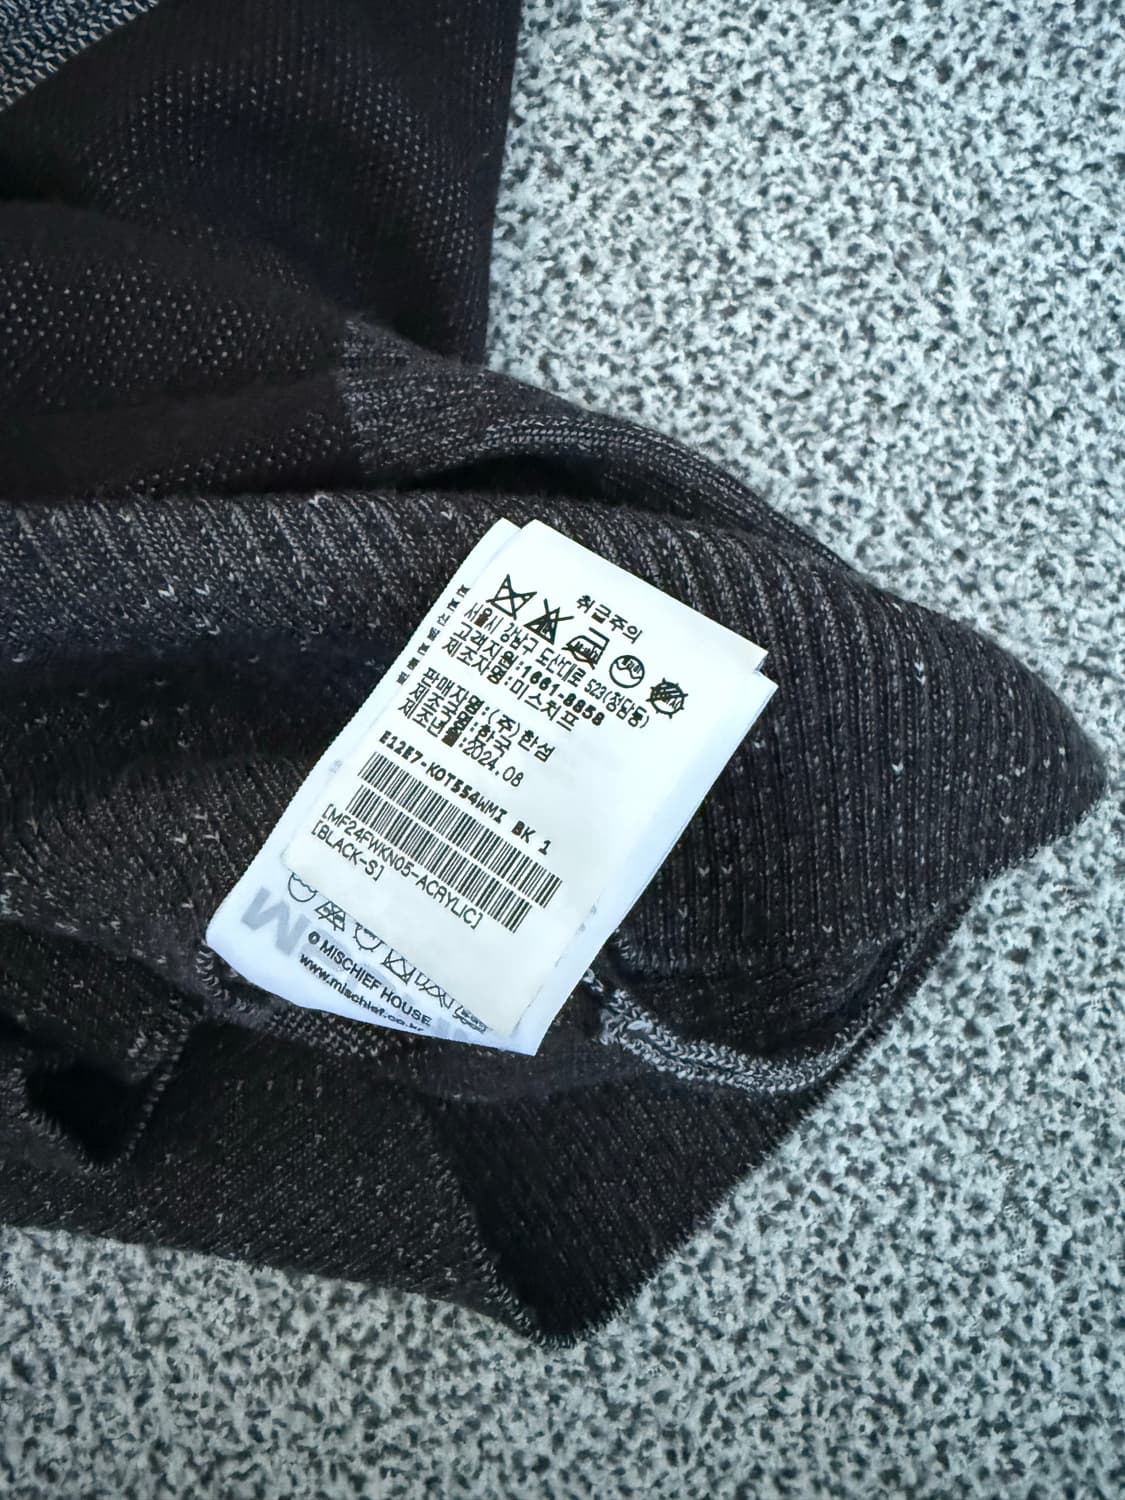 취급주의
서울시 강남구 도산대로 523(청담동)
고객지원:1661-8858
제조자명:미스치프
판매자명:(주)한섬
제조국명:한국
제조년월:2024.08
E12E7-KOT554WMI BK 1
[MF24FWKN05-ACRYLIC]
[BLACK-S]
M
© MISCHIEF HOUSE
www.mischief.co.kr